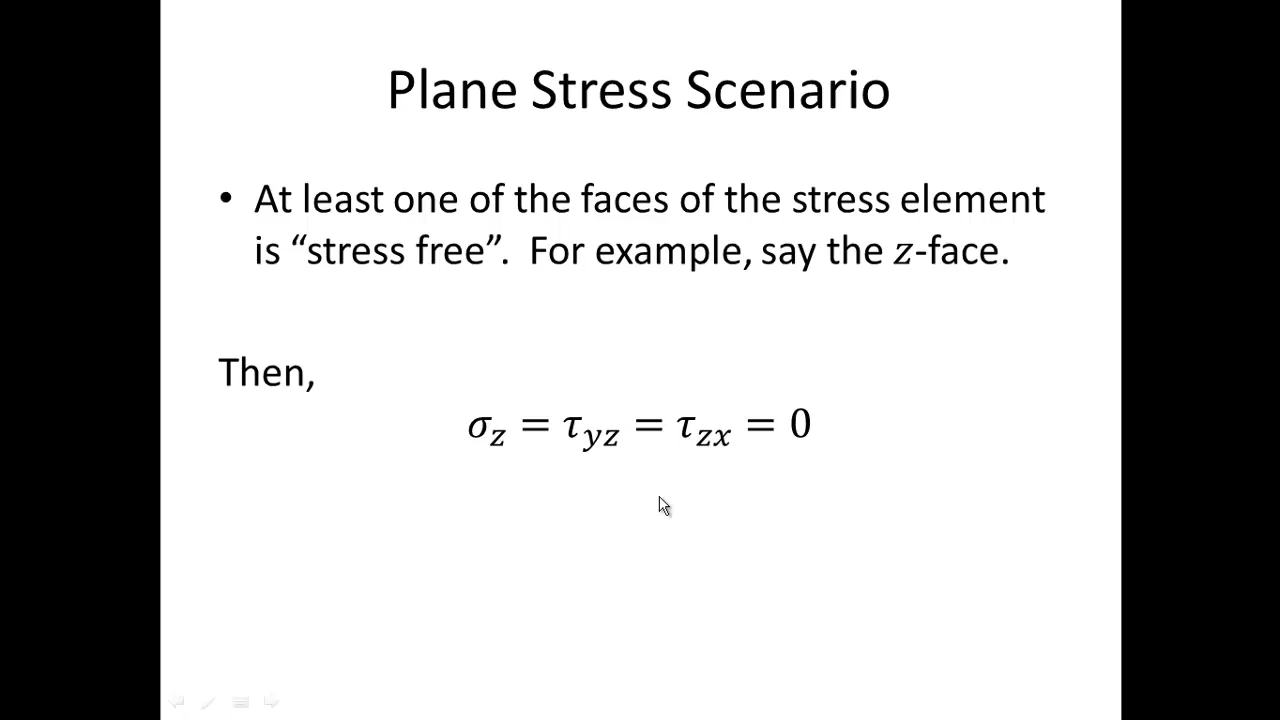 Plane Stress Scenario
• At least one of the faces of the stress element
is “stress free”. For example, say the 𝑧-face.
Then,
𝜎𝑧 = 𝜏𝑦𝑧 = 𝜏𝑧𝑥 = 0